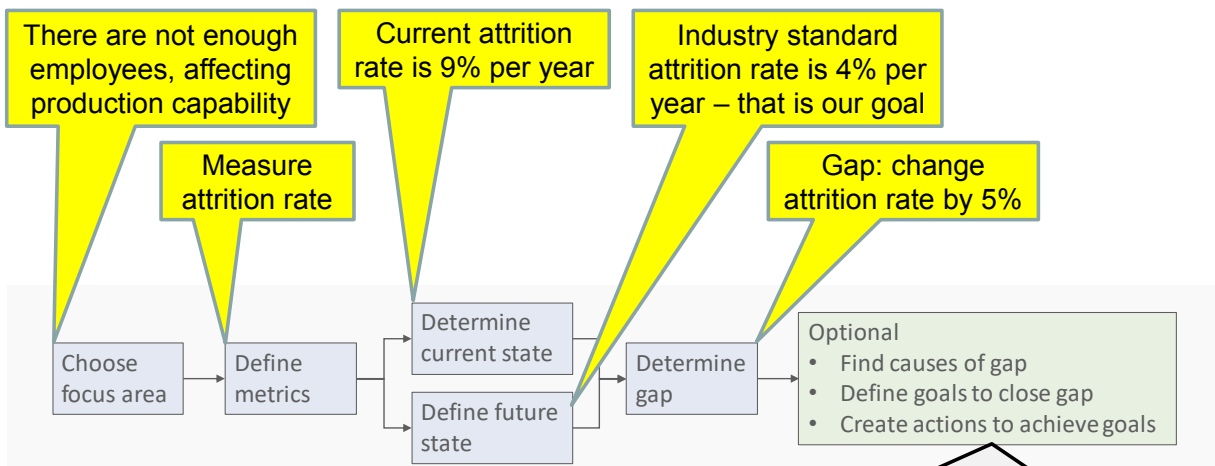 There are not enough
employees, affecting
production capability
Current attrition
rate is 9% per year
Industry standard
attrition rate is 4% per
year – that is our goal
Measure
attrition rate
Gap: change
attrition rate by 5%
Choose
focus area
Define
metrics
Determine
current state
Define future
state
Determine
gap
Optional
• Find causes of gap
• Define goals to close gap
• Create actions to achieve goals